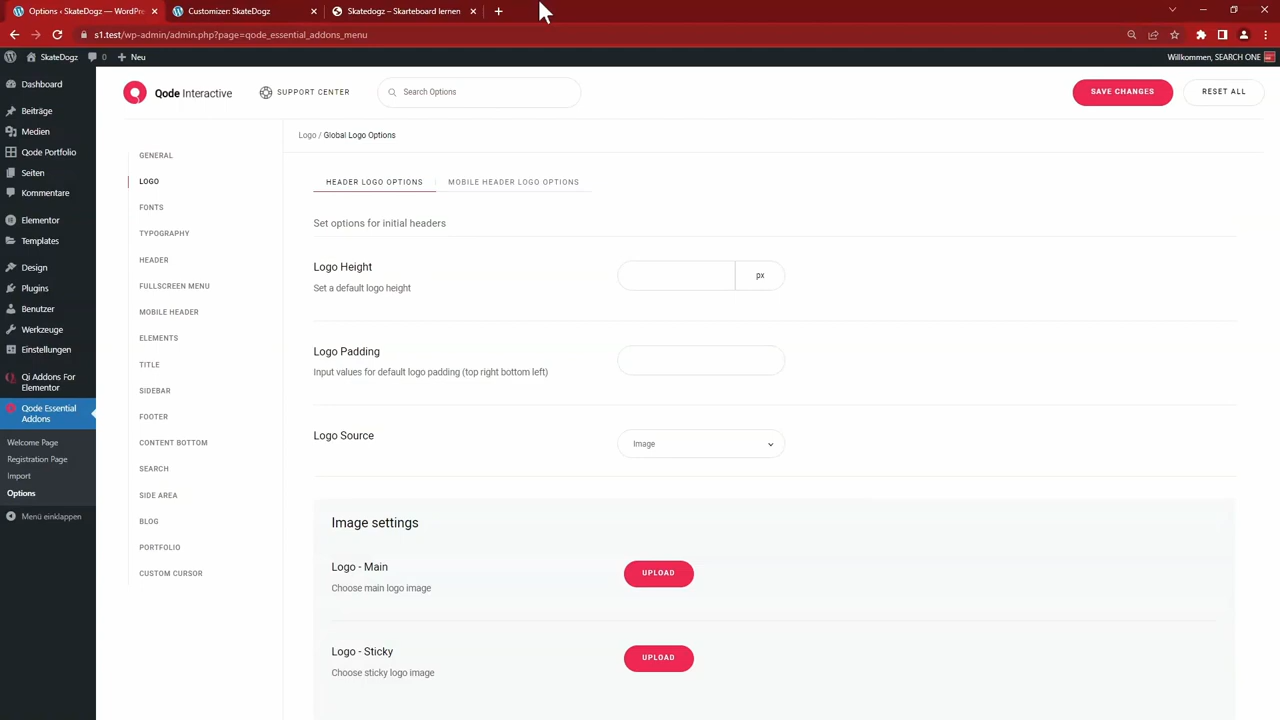 Options ‹ SkateDogz — WordPre
Customizer: SkateDogz
Skatedogz – Skarteboard lernen
s1.test/wp-admin/admin.php?page=qode_essential_addons_menu
SkateDogz
0
Neu
Willkommen, SEARCH ONE
Dashboard
Beiträge
Medien
Qode Portfolio
Seiten
Kommentare
Elementor
Templates
Design
Plugins
Benutzer
Werkzeuge
Einstellungen
Qi Addons For
Elementor
Qode Essential
Addons
Welcome Page
Registration Page
Import
Options
Menü einklappen
Qode Interactive
SUPPORT CENTER
Search Options
SAVE CHANGES
RESET ALL
GENERAL
LOGO
FONTS
TYPOGRAPHY
HEADER
FULLSCREEN MENU
MOBILE HEADER
ELEMENTS
TITLE
SIDEBAR
FOOTER
CONTENT BOTTOM
SEARCH
SIDE AREA
BLOG
PORTFOLIO
CUSTOM CURSOR
Logo / Global Logo Options
HEADER LOGO OPTIONS
MOBILE HEADER LOGO OPTIONS
Set options for initial headers
Logo Height
Set a default logo height
px
Logo Padding
Input values for default logo padding (top right bottom left)
Logo Source
Image
Image settings
Logo - Main
Choose main logo image
UPLOAD
Logo - Sticky
Choose sticky logo image
UPLOAD